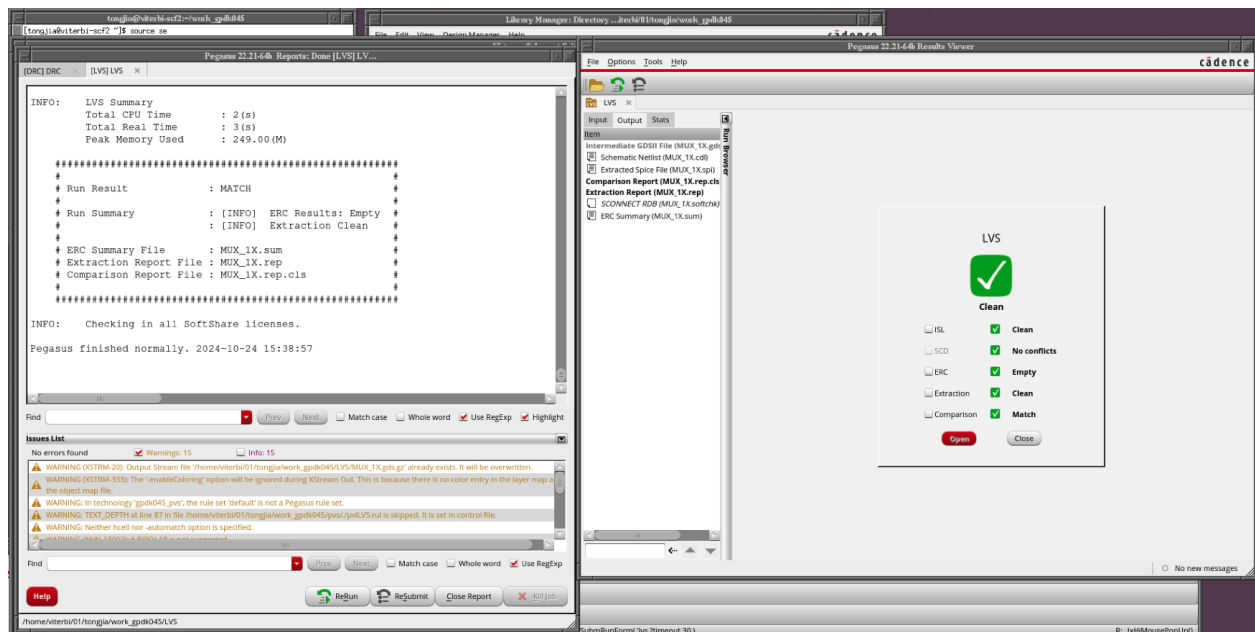 tongjia@viterbi-scf2:~/work_gpdk045
[tongjia@viterbi-scf2 ~]$ source se
Library Manager: Directory ...iterbi/01/tongjia/work_gpdk045
File Edit View Design Manager Help
cādence
Pegasus 22.21-64b Reports: Done [LVS] LV...
[DRC] DRC × [LVS] LVS ×
INFO: LVS Summary
Total CPU Time : 2(s)
Total Real Time : 3(s)
Peak Memory Used : 249.00(M)
##########################################################
# #
# Run Result : MATCH #
# #
# Run Summary : [INFO] ERC Results: Empty #
# : [INFO] Extraction Clean #
# #
# ERC Summary File : MUX_1X.sum #
# Extraction Report File : MUX_1X.rep #
# Comparison Report File : MUX_1X.rep.cls #
# #
##########################################################
INFO: Checking in all SoftShare licenses.
Pegasus finished normally. 2024-10-24 15:38:57
Find Prev Next Match case Whole word Use RegExp Highlight
Issues List
No errors found Warnings: 15 Info: 15
WARNING (XSTRM-20): Output Stream file '/home/viterbi/01/tongjia/work_gpdk045/LVS/MUX_1X.gds.gz' already exists. It will be overwritten.
WARNING (XSTRM-333): The '-enableColoring' option will be ignored during XStream Out. This is because there is no color entry in the layer map a
the object map file.
WARNING: In technology 'gpdk045_pvs', the rule set 'default' is not a Pegasus rule set.
WARNING: TEXT_DEPTH at line 87 in file /home/viterbi/01/tongjia/work_gpdk045/pvs/./pvlLVS.rul is skipped. It is set in control file.
WARNING: Neither hcell nor -automatch option is specified.
Find Prev Next Match case Whole word Use RegExp
Help ReRun ReSubmit Close Report Kill Job
/home/viterbi/01/tongjia/work_gpdk045/LVS
Pegasus 22.21-64b Results Viewer
File Options Tools Help
cādence
LVS ×
Input Output Stats
Item
Run Browser
Intermediate GDSII File (MUX_1X.gds
Schematic Netlist (MUX_1X.cdl)
Extracted Spice File (MUX_1X.spi)
Comparison Report (MUX_1X.rep.cls
Extraction Report (MUX_1X.rep)
SCONNECT RDB (MUX_1X.softchk)
ERC Summary (MUX_1X.sum)
LVS
Clean
ISL Clean
SCD No conflicts
ERC Empty
Extraction Clean
Comparison Match
Open Close
No new messages